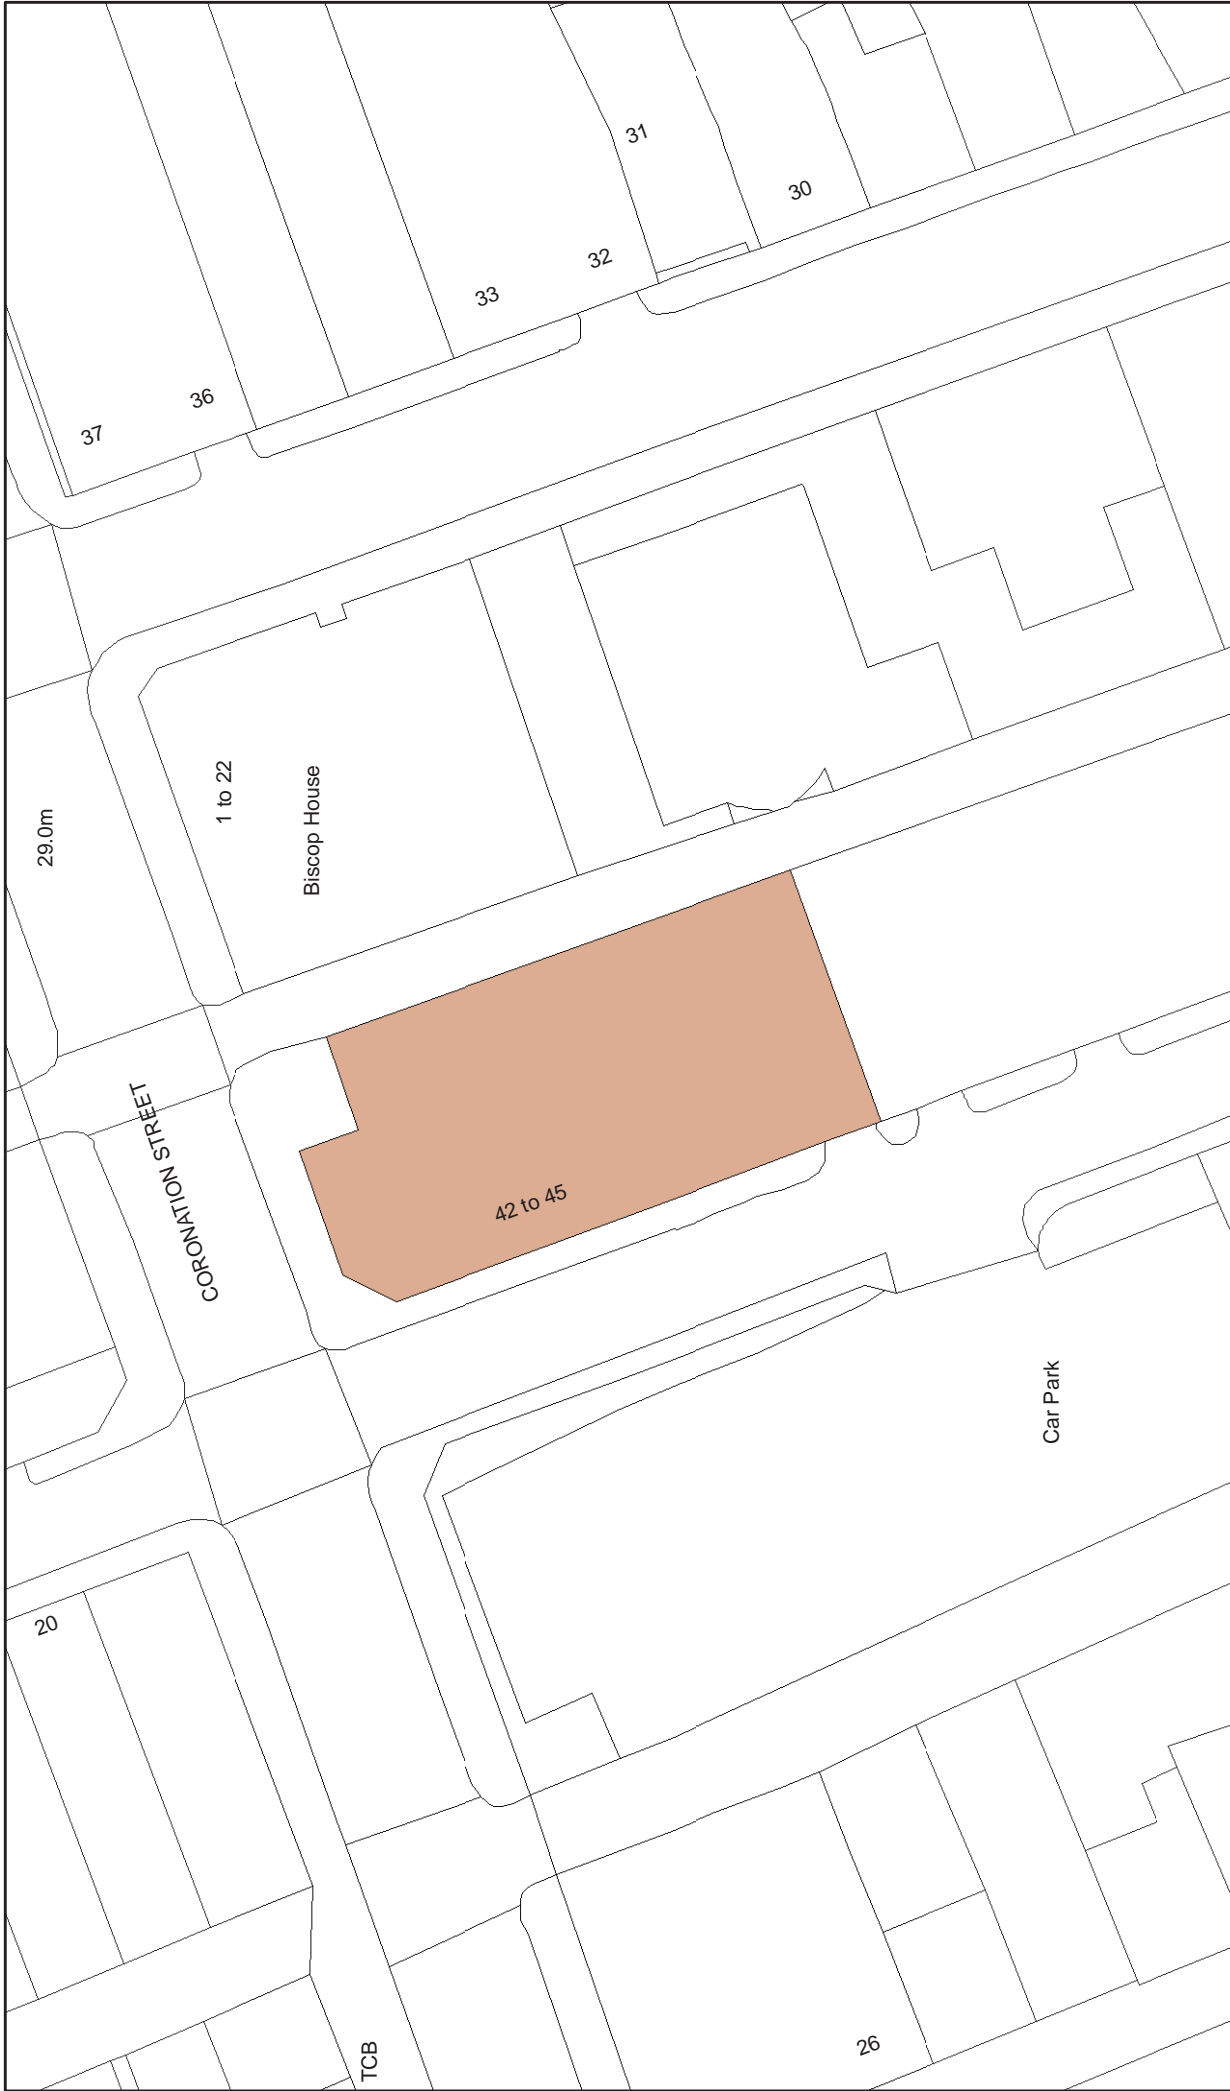 31
30
32
33
36
37
1 to 22
Biscop House
29.0m
CORONATION STREET
42 to 45
Car Park
20
26
TCB